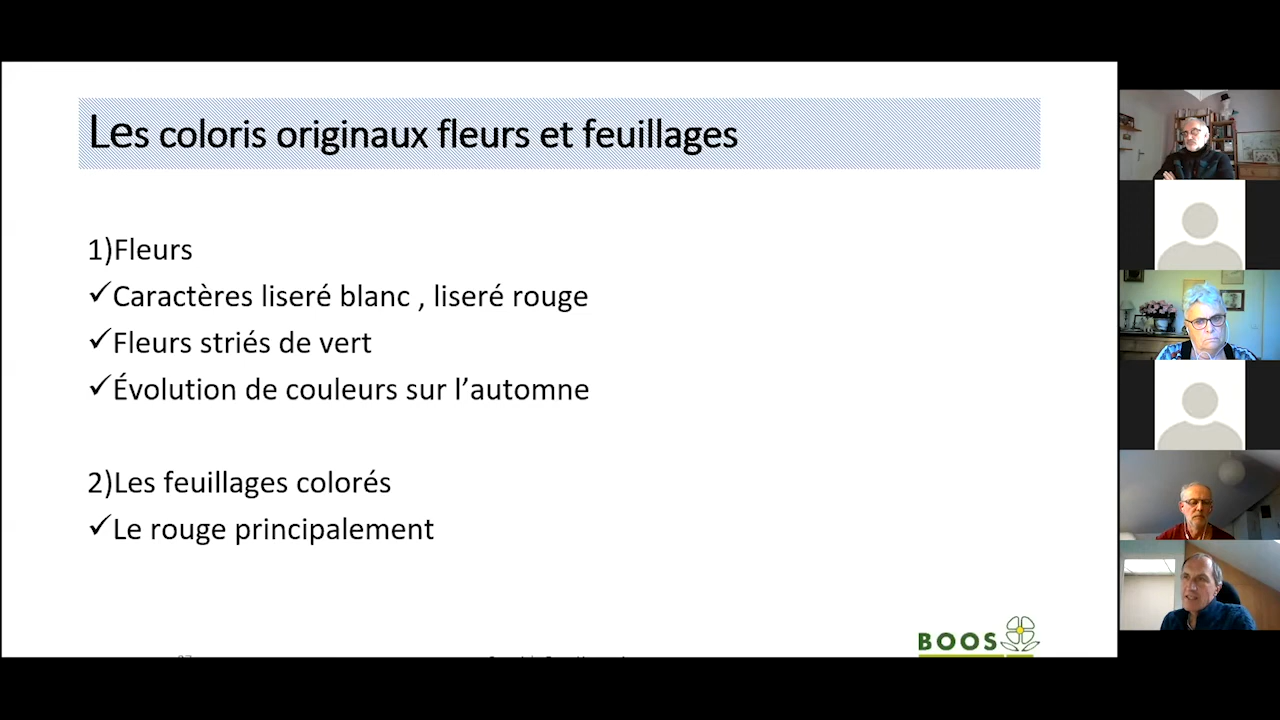 Les coloris originaux fleurs et feuillages
1)Fleurs
✓Caractères liseré blanc , liseré rouge
✓Fleurs striés de vert
✓Évolution de couleurs sur l’automne
2)Les feuillages colorés
✓Le rouge principalement
BOOS